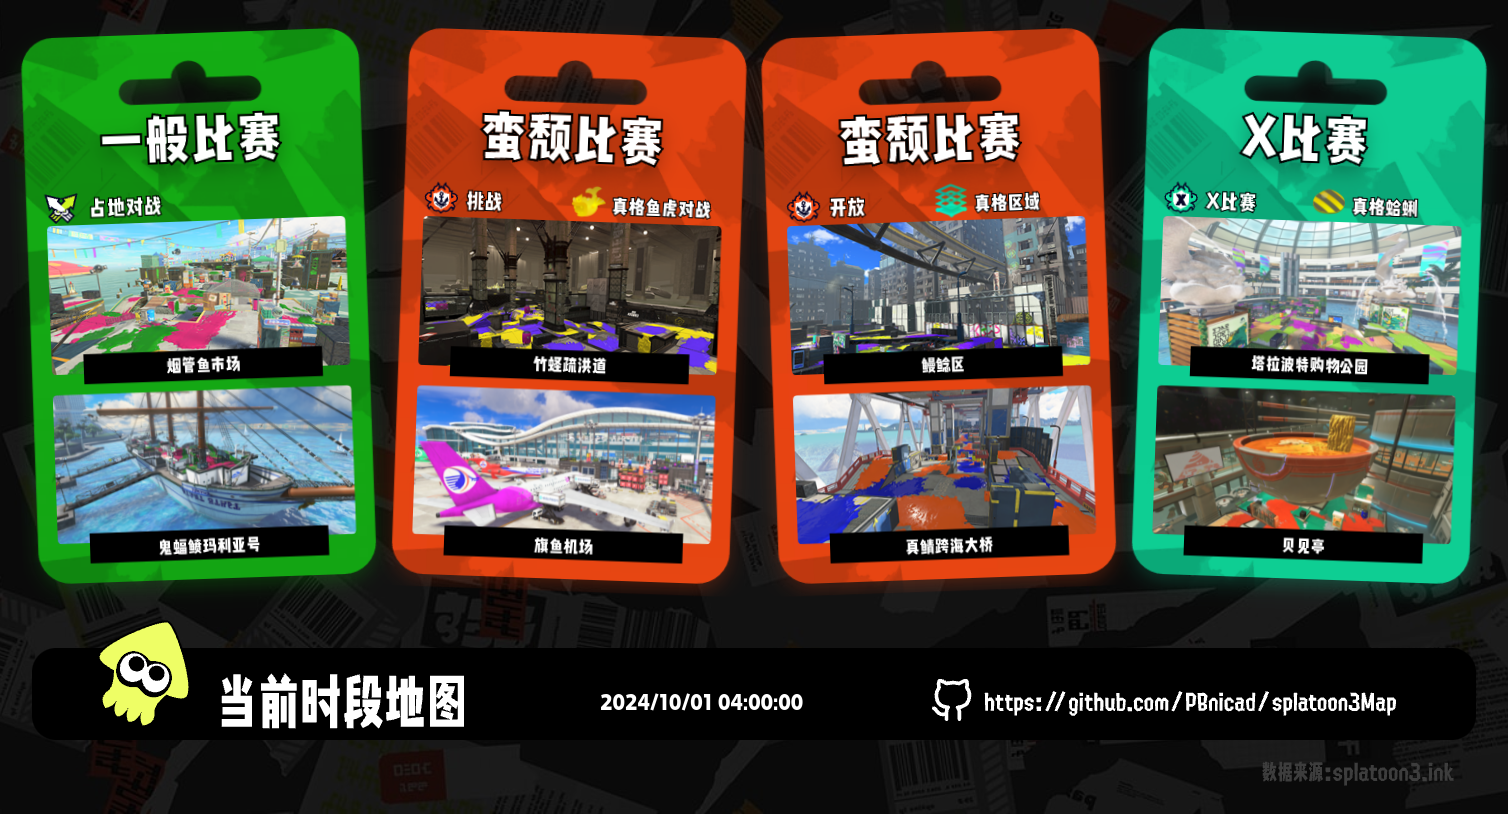 一般比赛
占地对战
烟管鱼市场
鬼蝠鲼玛利亚号
蛮颓比赛
挑战
真格鱼虎对战
竹蛏疏洪道
旗鱼机场
蛮颓比赛
开放
真格区域
鳗鲶区
真鲭跨海大桥
X比赛
X比赛
真格蛤蜊
塔拉波特购物公园
贝见亭
当前时段地图
2024/10/01 04:00:00
https://github.com/PBnicad/splatoon3Map
数据来源:splatoon3.ink